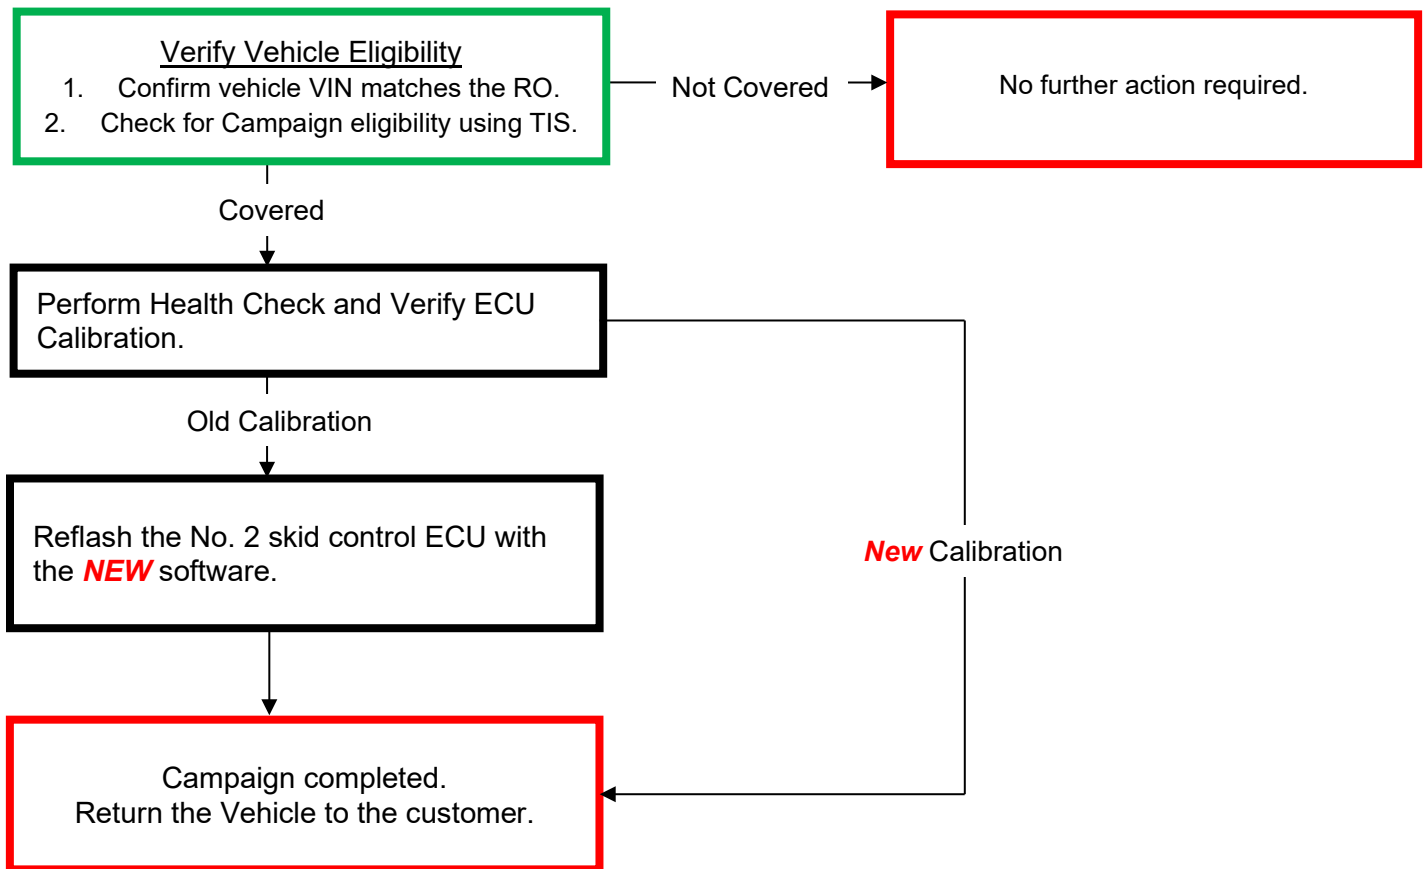 Verify Vehicle Eligibility
1. Confirm vehicle VIN matches the RO.
2. Check for Campaign eligibility using TIS.
Not Covered
No further action required.
Covered
Perform Health Check and Verify ECU
Calibration.
Old Calibration
Reflash the No. 2 skid control ECU with
the NEW software.
New Calibration
Campaign completed.
Return the Vehicle to the customer.